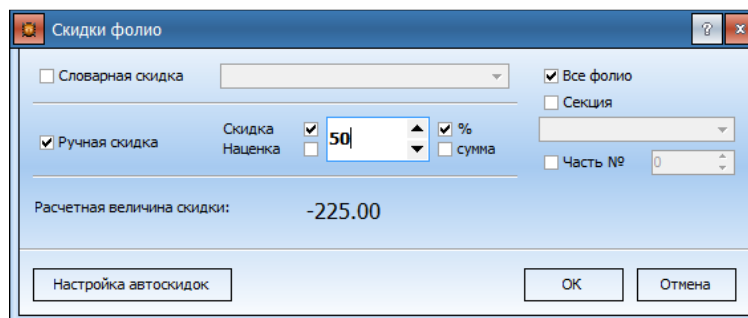 Скидки фолио
Словарная скидка
Все фолио
Секция
Ручная скидка
Скидка
Наценка
50
%
сумма
Часть №
0
Расчетная величина скидки:
-225.00
Настройка автоскидок
OK
Отмена